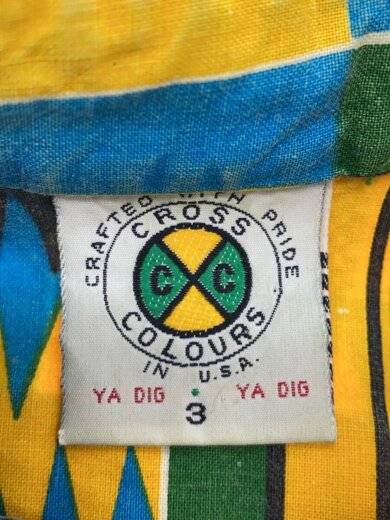 CRAFTED WITH PRIDE
CROSS
C C
COLOURS
IN U.S.A.
YA DIG · YA DIG
3